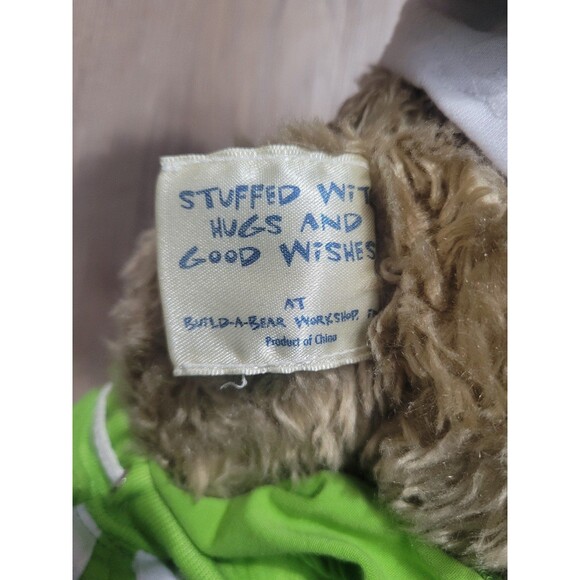 STUFFED WIT
HUGS AND
GOOD WISHES
AT
BUILD-A-BEAR WORKSHOP,
Product of China